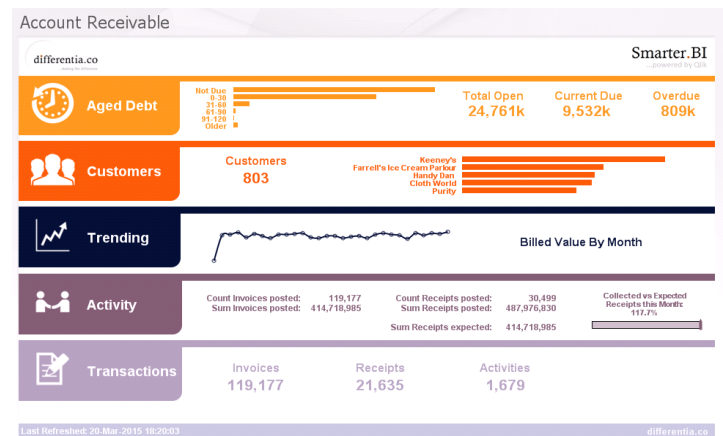 Account Receivable
differentia.co
Making the difference
Smarter.BI
...powered by Qlik
Aged Debt
Not Due
0-30
31-60
61-90
91-120
Older
Total Open
24,761k
Current Due
9,532k
Overdue
809k
Customers
Customers
803
Keeney's
Farrell's Ice Cream Parlour
Handy Dan
Cloth World
Purity
Trending
Billed Value By Month
Activity
Count Invoices posted: 119,177
Sum Invoices posted: 414,718,985
Count Receipts posted: 30,499
Sum Receipts posted: 487,976,830
Sum Receipts expected: 414,718,985
Collected vs Expected
Receipts this Month:
117.7%
Transactions
Invoices
119,177
Receipts
21,635
Activities
1,679
Last Refreshed: 20-Mar-2015 18:20:03
differentia.co